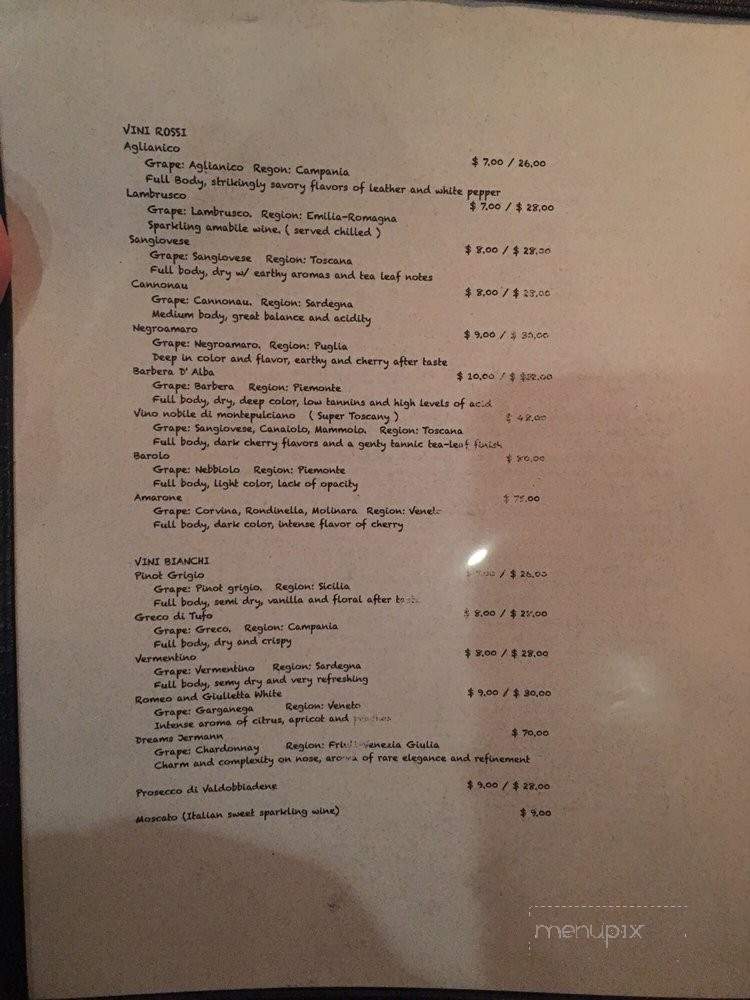 VINI ROSSI
Aglianico
Grape: Aglianico Regon: Campania $ 7,00 / 26,00
Full Body, strikingly savory flavors of leather and white pepper
Lambrusco $ 7,00 / $ 28,00
Grape: Lambrusco, Region: Emilia-Romagna
Sparkling amabile wine, ( served chilled )
Sangiovese $ 8,00 / $ 28,00
Grape: Sangiovese Region: Toscana
Full body, dry w/ earthy aromas and tea leaf notes
Cannonau $ 8,00 / $ 28,00
Grape: Cannonau, Region: Sardegna
Medium body, great balance and acidity
Negroamaro $ 9,00 / $ 30,00
Grape: Negroamaro, Region: Puglia
Deep in color and flavor, earthy and cherry after taste
Barbera D' Alba $ 10,00 / $ $32,00
Grape: Barbera Region: Piemonte
Full body, dry, deep color, low tannins and high levels of acid
Vino nobile di montepulciano ( Super Toscany ) $ 48,00
Grape: Sangiovese, Canaiolo, Mammolo, Region: Toscana
Full body, dark cherry flavors and a genty tannic tea-leaf finish
Barolo $
Grape: Nebbiolo Region: Piemonte
Full body, light color, lack of opacity
Amarone $ 75,00
Grape: Corvina, Rondinella, Molinara Region: Veneto
Full body, dark color, intense flavor of cherry
VINI BIANCHI
Pinot Grigio / $ 26,00
Grape: Pinot grigio, Region: Sicilia
Full body, semi dry, vanilla and floral after taste
Greco di Tufo $ 8,00 / $
Grape: Greco, Region: Campania
Full body, dry and crispy
Vermentino $ 8,00 / $ 28,00
Grape: Vermentino Region: Sardegna
Full body, semy dry and very refreshing
Romeo and Giulietta White $ 9,00 / $ 30,00
Grape: Garganega Region: Veneto
Intense aroma of citrus, apricot and peaches
Dreams Jermann $ 70,00
Grape: Chardonnay Region: Friuli-Venezia Giulia
Charm and complexity on nose, aroma of rare elegance and refinement
Prosecco di Valdobbiadene $ 9,00 / $ 28,00
Moscato (Italian sweet sparkling wine) $ 9,00
menupix